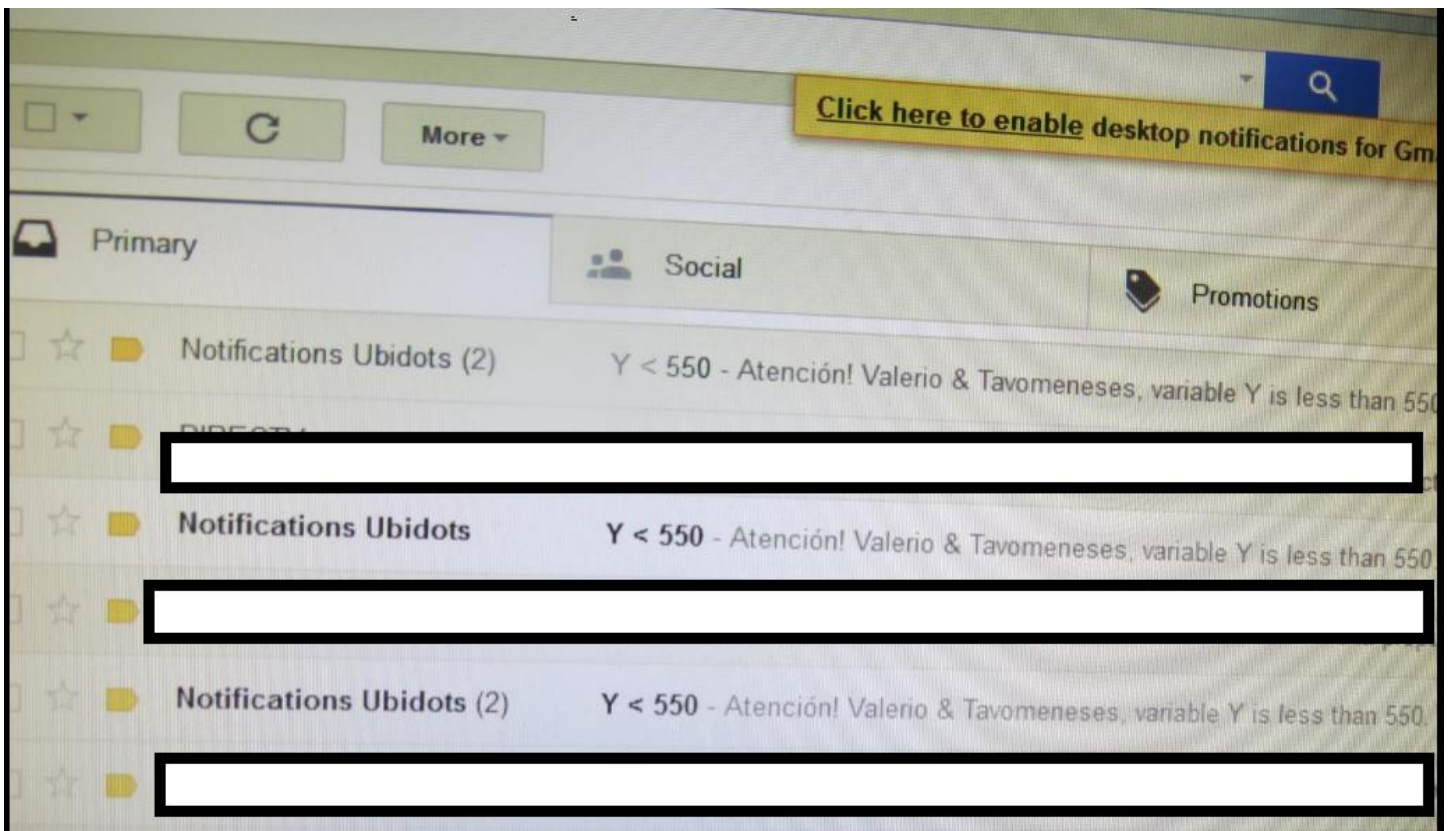 Click here to enable desktop notifications for Gm
More
Primary
Social
Promotions
Notifications Ubidots (2) Y < 550 - Atención! Valerio & Tavomeneses, variable Y is less than 550
Notifications Ubidots Y < 550 - Atención! Valerio & Tavomeneses, variable Y is less than 550.
Notifications Ubidots (2) Y < 550 - Atención! Valerio & Tavomeneses, variable Y is less than 550.